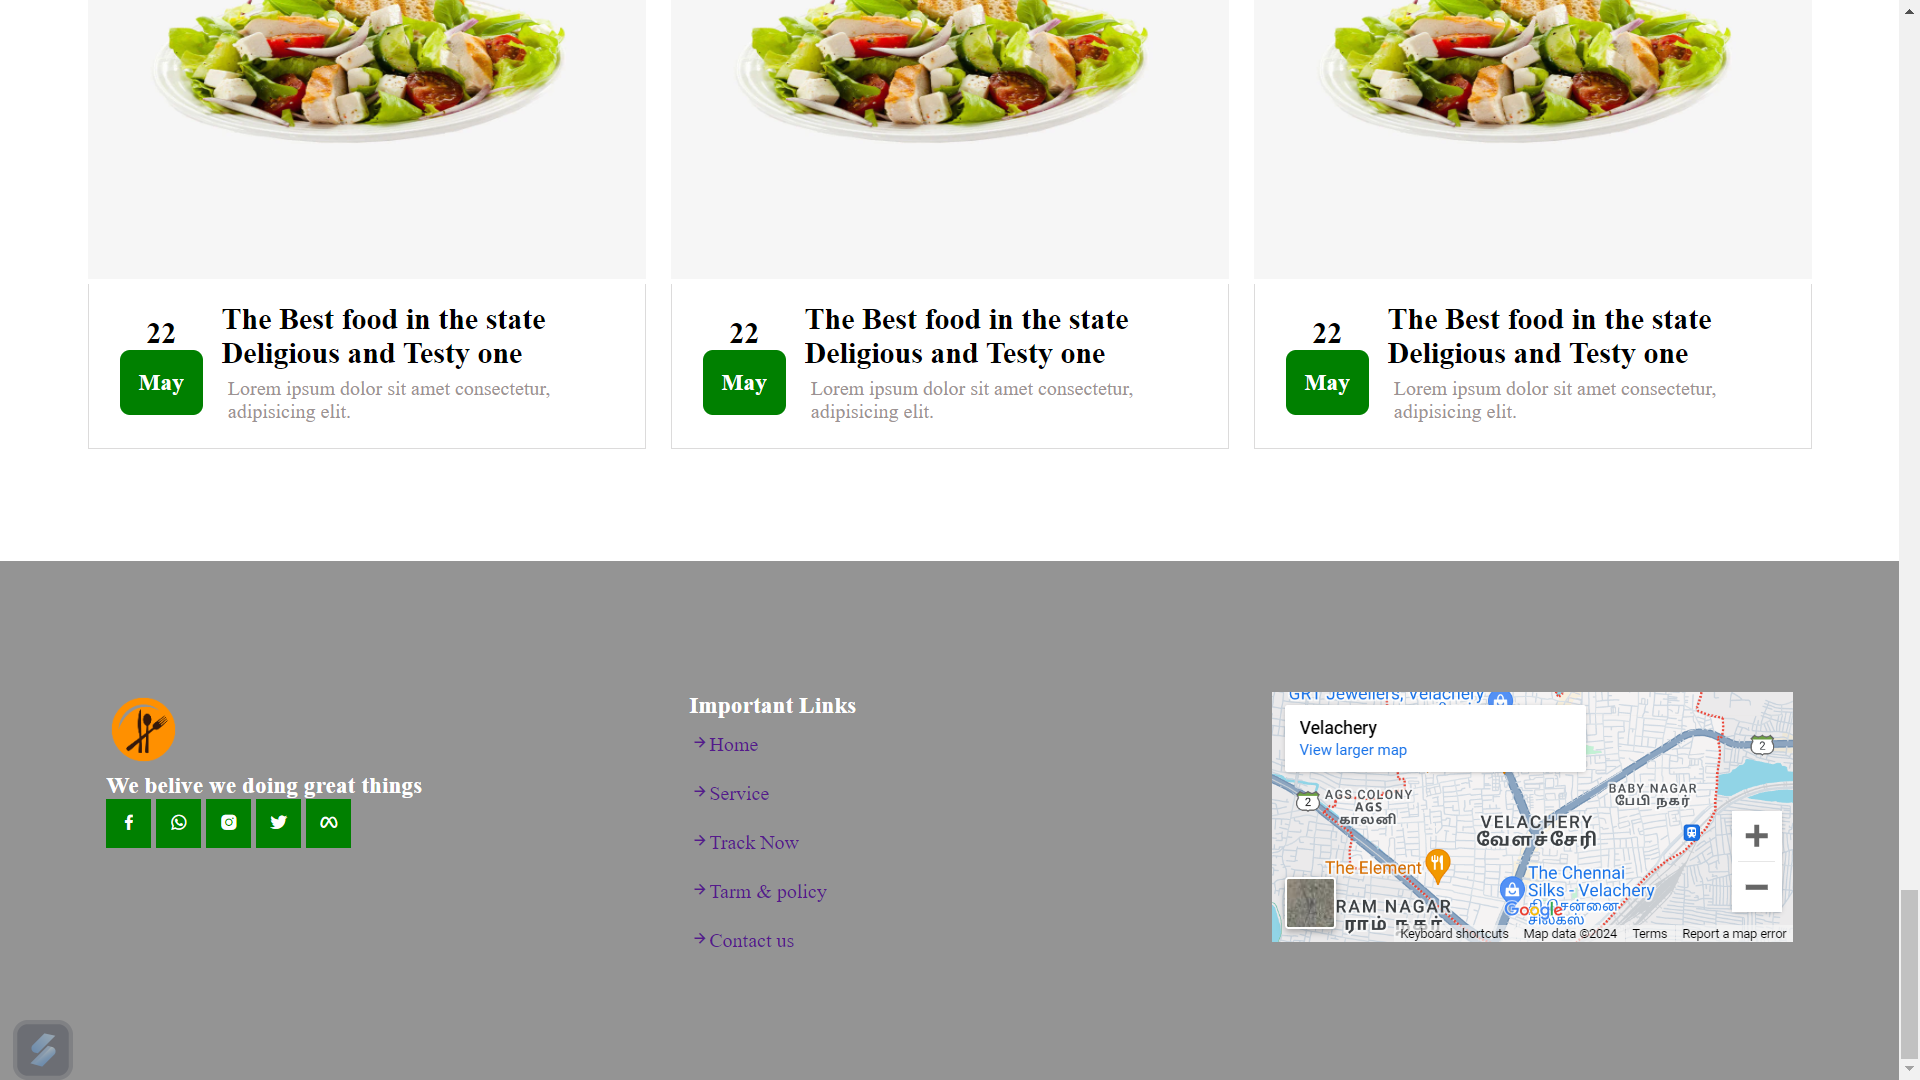 22
The Best food in the state
Deligious and Testy one
May
Lorem ipsum dolor sit amet consectetur,
adipisicing elit.
22
The Best food in the state
Deligious and Testy one
May
Lorem ipsum dolor sit amet consectetur,
adipisicing elit.
22
The Best food in the state
Deligious and Testy one
May
Lorem ipsum dolor sit amet consectetur,
adipisicing elit.
We belive we doing great things
Important Links
Home
Service
Track Now
Tarm & policy
Contact us
GRT Jewellers, Velachery
Velachery
View larger map
2
2
AGS COLONY
AGS
காலனி
BABY NAGAR
பேபி நகர்
VELACHERY
வேளச்சேரி
The Element
The Chennai
Silks - Velachery
RAM NAGAR
ராம் நகர்
Google
Keyboard shortcuts
Map data ©2024
Terms
Report a map error